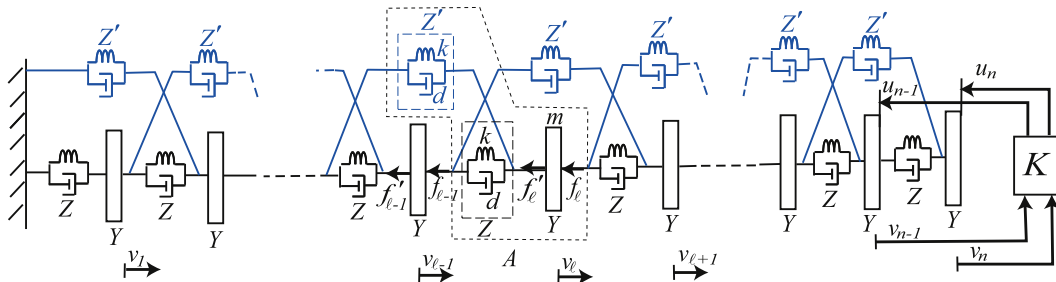 Z' Z' Z' Z' Z' Z' Z'
k
d
u_n
u_{n-1}
m
k
K
f'_{ℓ-1} f_{ℓ-1} d f'_ℓ f_ℓ
Z Z Z Z Z Z Z
Y Y Y Y Y Y Y Y
v_1 v_{ℓ-1} A v_ℓ v_{ℓ+1} v_{n-1}
v_n